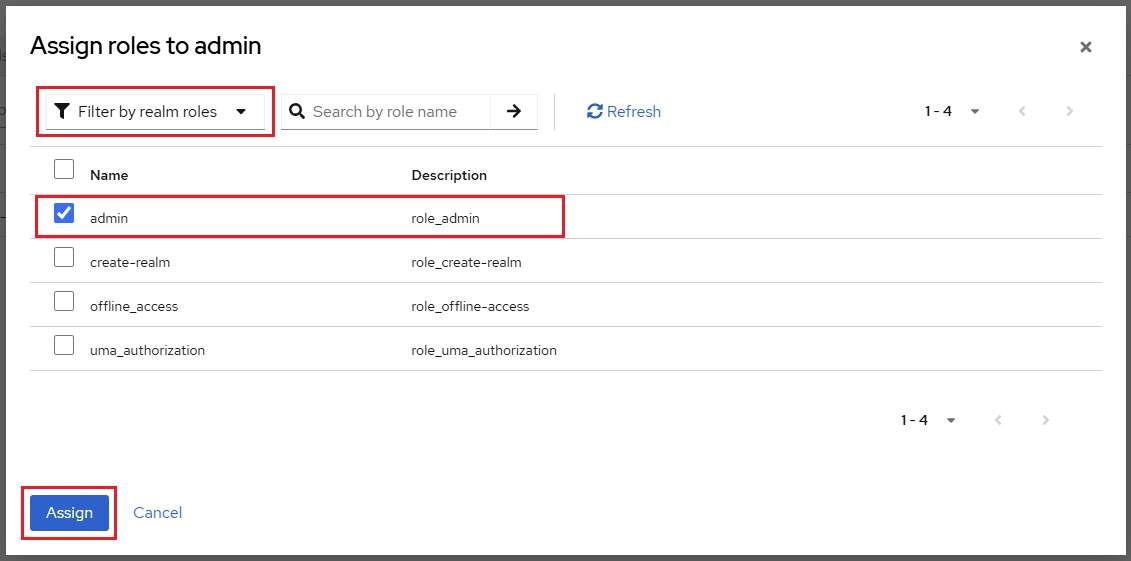 Assign roles to admin
Filter by realm roles Search by role name Refresh 1 - 4
Name Description
admin role_admin
create-realm role_create-realm
offline_access role_offline-access
uma_authorization role_uma_authorization
1 - 4
Assign Cancel